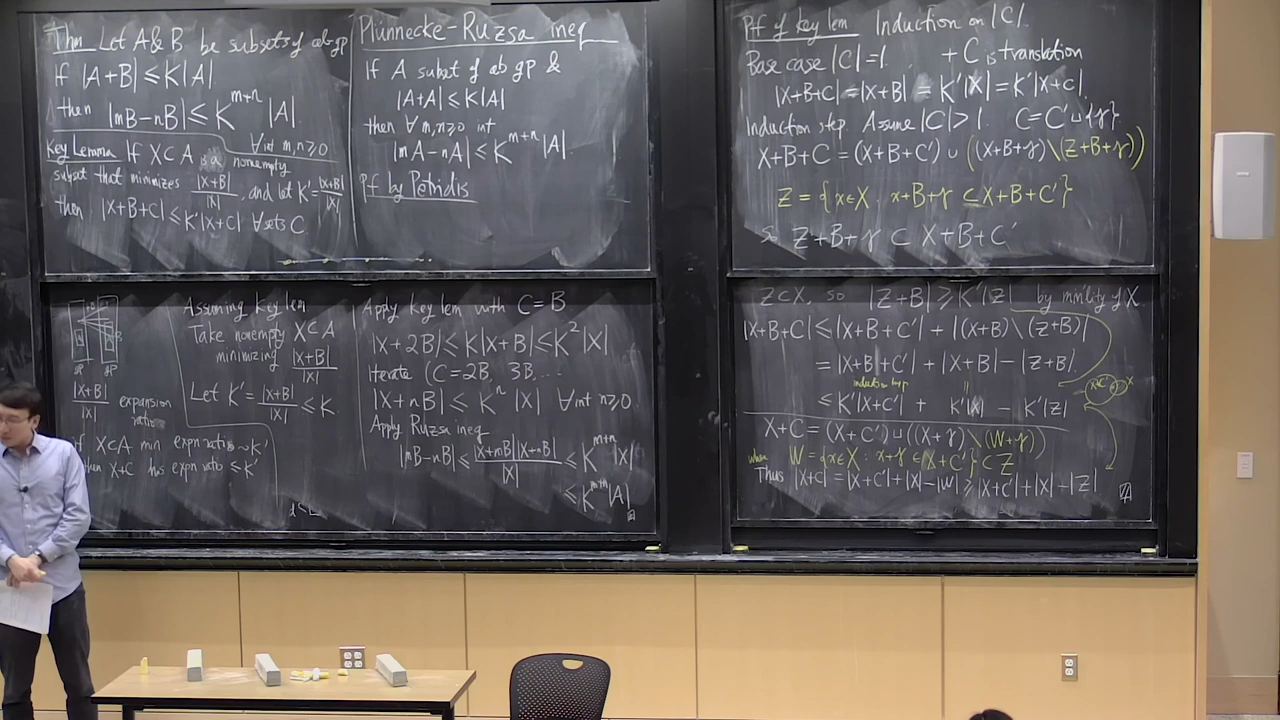 Thm Let A & B be subsets of ab gp
If |A+B| ≤ K|A|
then |mB-nB| ≤ K^{m+n} |A|
∀ int m,n≥0
Key Lemma If X⊂A is a nonempty
subset that minimizes |X+B|/|X|, and let K'=|X+B|/|X|
then |X+B+C| ≤ K'|X+C| ∀ sets C
Plünnecke-Ruzsa ineq
If A subset of ab gp &
|A+A| ≤ K|A|
then ∀ m,n≥0 int
|mA-nA| ≤ K^{m+n}|A|.
Pf by Petridis
|X+B|/|X| expansion ratio
If X⊂A min expn ratio ~K'
then X+C has expn ratio ≤K'
Assuming Key lem
Take nonempty X⊂A
minimizing |X+B|/|X|
Let K' = |X+B|/|X| ≤ K.
Apply Key lem with C=B
|X+2B| ≤ K|X+B| ≤ K²|X|
Iterate (C=2B, 3B, ...
|X+nB| ≤ K^n |X| ∀ int n≥0.
Apply Ruzsa ineq
|mB-nB| ≤ |X+mB||X+nB|/|X| ≤ K^{m+n}|X|
≤ K^{m+n}|A|
Pf of key lem Induction on |C|.
Base case |C|=1 +C is translation
|X+B+C| = |X+B| = K'|X| = K'|X+C|.
Induction step. Assume |C|>1. C=C'⊔{γ}.
X+B+C = (X+B+C') ∪ ((X+B+γ)\(Z+B+γ))
Z = {x∈X : x+B+γ ⊂ X+B+C'}
so Z+B+γ ⊂ X+B+C'
Z⊂X, so |Z+B| ≥ K'|Z| by min'lity of X
|X+B+C| ≤ |X+B+C'| + |(X+B)\(Z+B)|
= |X+B+C'| + |X+B| - |Z+B|.
induction hyp
≤ K'|X+C'| + K'|X| - K'|Z|
X+C = (X+C') ⊔ ((X+γ)\(W+γ))
where W = {x∈X : x+γ ∈ X+C'} ⊂ Z
Thus |X+C| = |X+C'|+|X|-|W| ≥ |X+C'|+|X|-|Z|